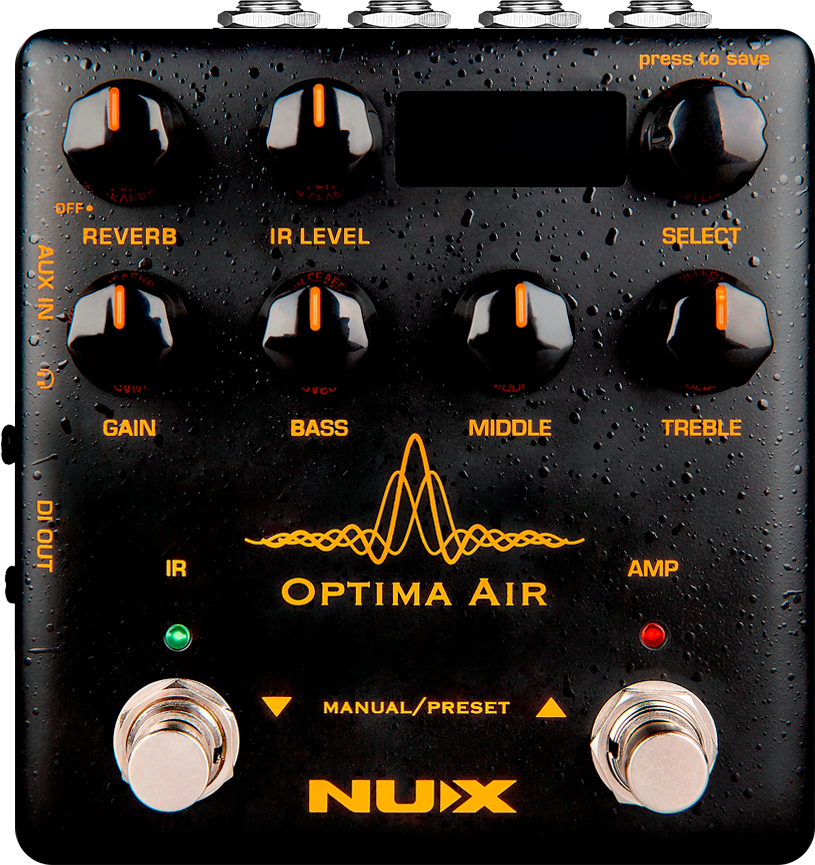 press to save
OFF
REVERB
IR LEVEL
SELECT
AUX IN
GAIN
BASS
MIDDLE
TREBLE
DI OUT
IR
AMP
OPTIMA AIR
MANUAL/PRESET
NUX